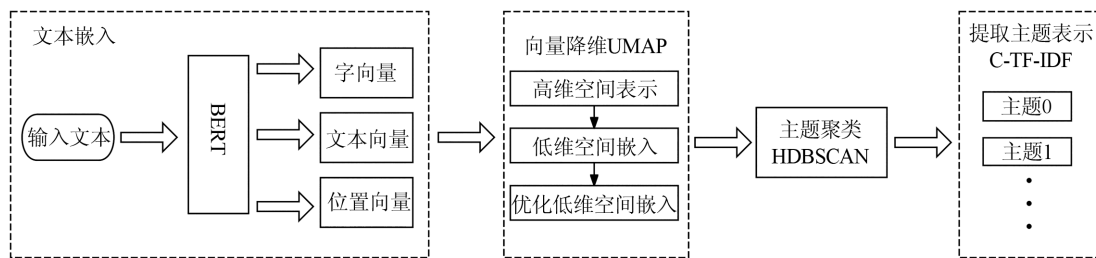 文本嵌入
输入文本
BERT
字向量
文本向量
位置向量
向量降维UMAP
高维空间表示
低维空间嵌入
优化低维空间嵌入
主题聚类
HDBSCAN
提取主题表示
C-TF-IDF
主题0
主题1